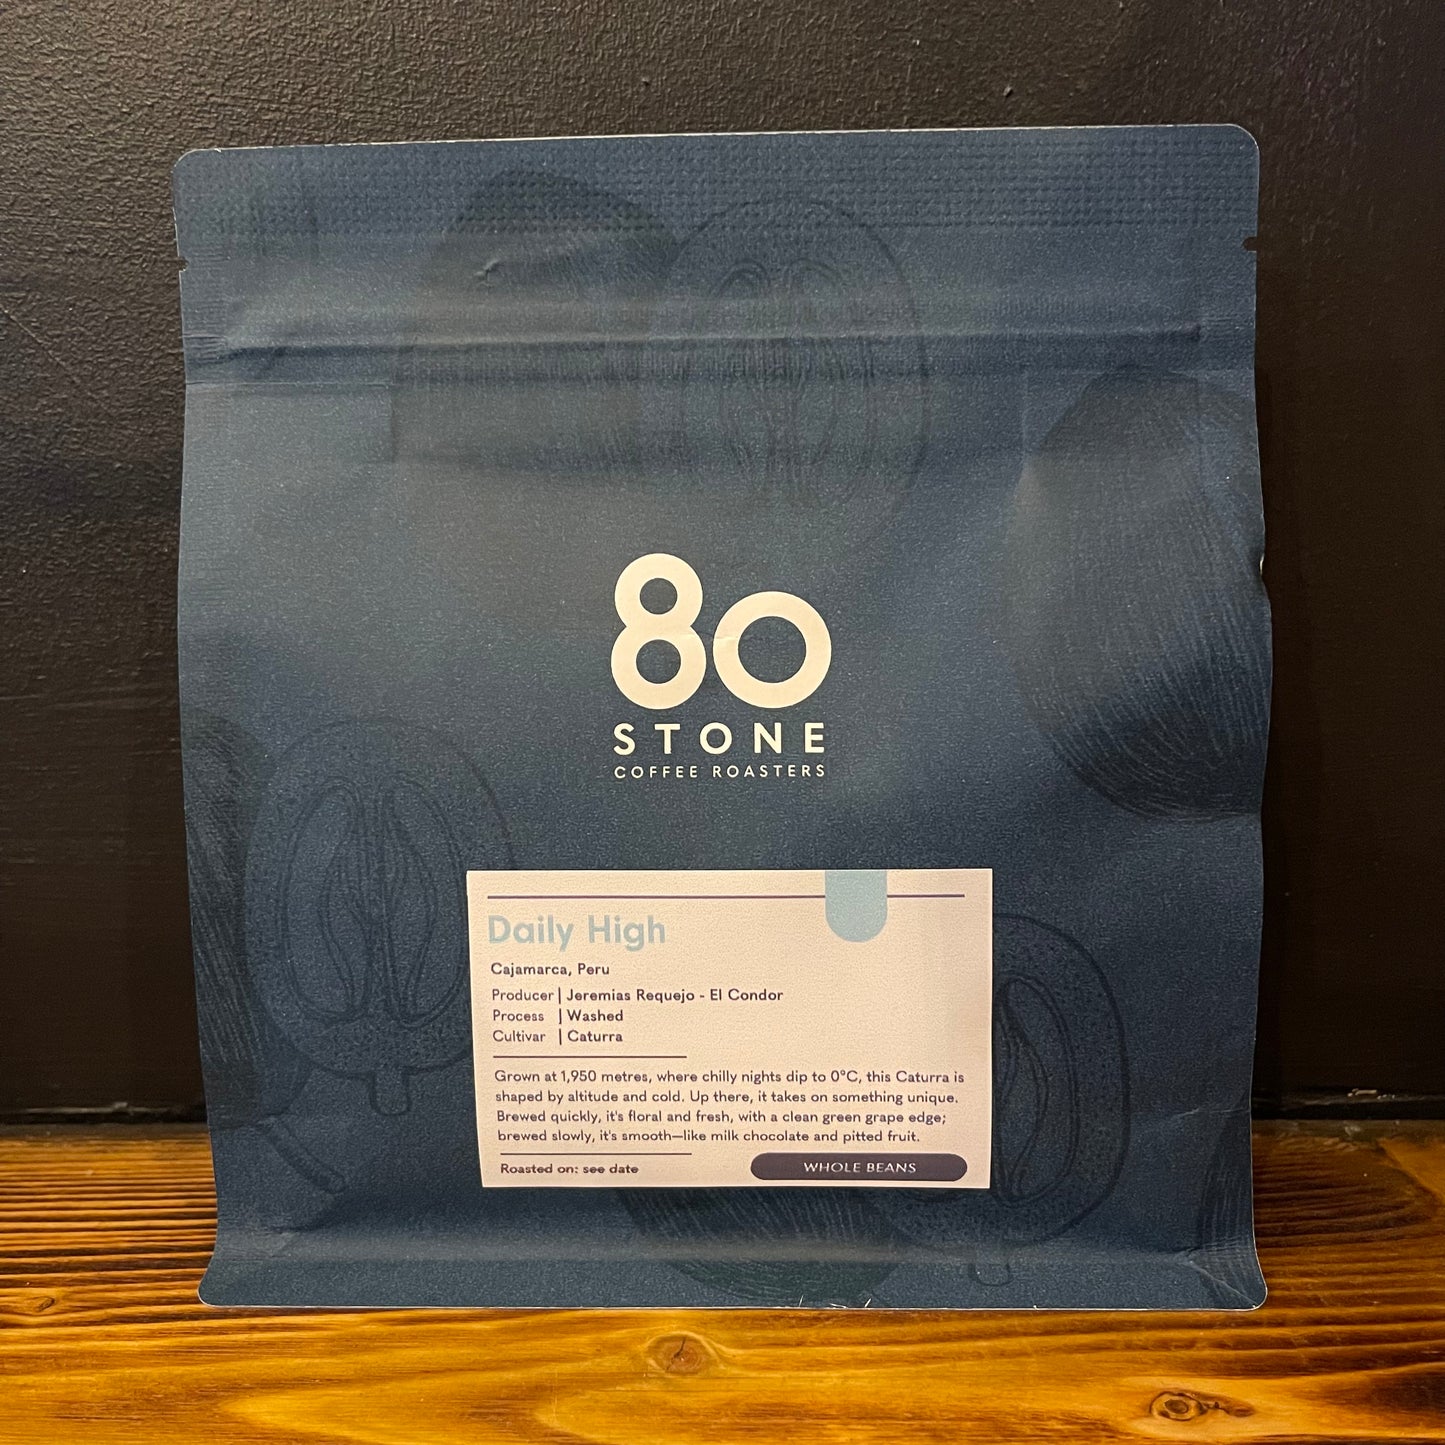 80
STONE
COFFEE ROASTERS
Daily High
Cajamarca, Peru
Producer | Jeremias Requejo - El Condor
Process | Washed
Cultivar | Caturra
Grown at 1,950 metres, where chilly nights dip to 0°C, this Caturra is
shaped by altitude and cold. Up there, it takes on something unique.
Brewed quickly, it's floral and fresh, with a clean green grape edge;
brewed slowly, it's smooth—like milk chocolate and pitted fruit.
Roasted on: see date
WHOLE BEANS